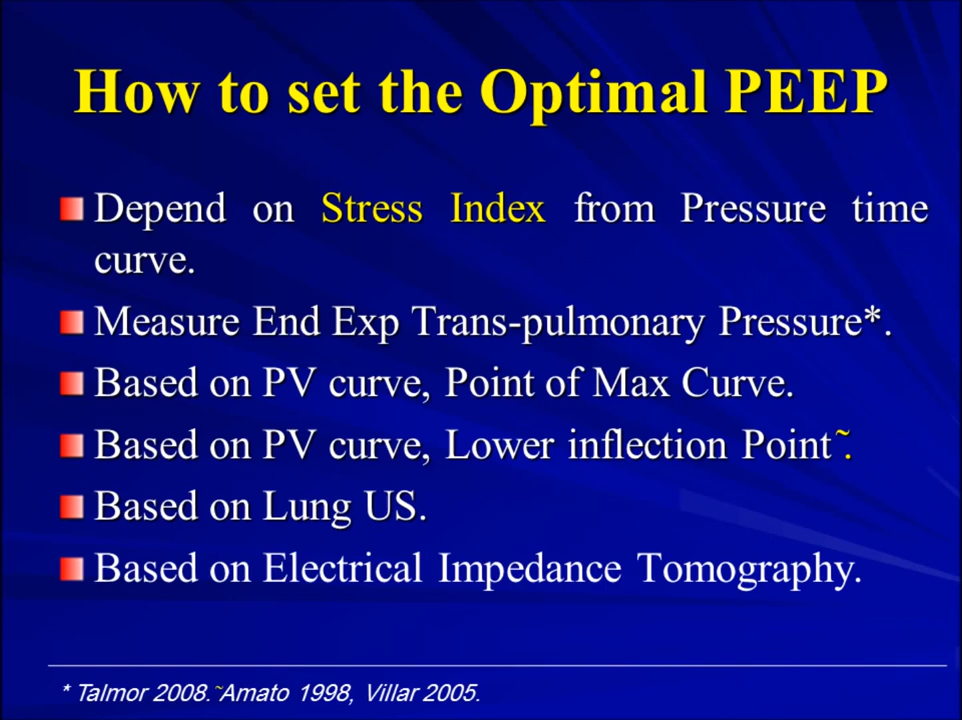 How to set the Optimal PEEP
Depend on Stress Index from Pressure time
curve.
Measure End Exp Trans-pulmonary Pressure*.
Based on PV curve, Point of Max Curve.
Based on PV curve, Lower inflection Point˜.
Based on Lung US.
Based on Electrical Impedance Tomography.
* Talmor 2008.˜Amato 1998, Villar 2005.